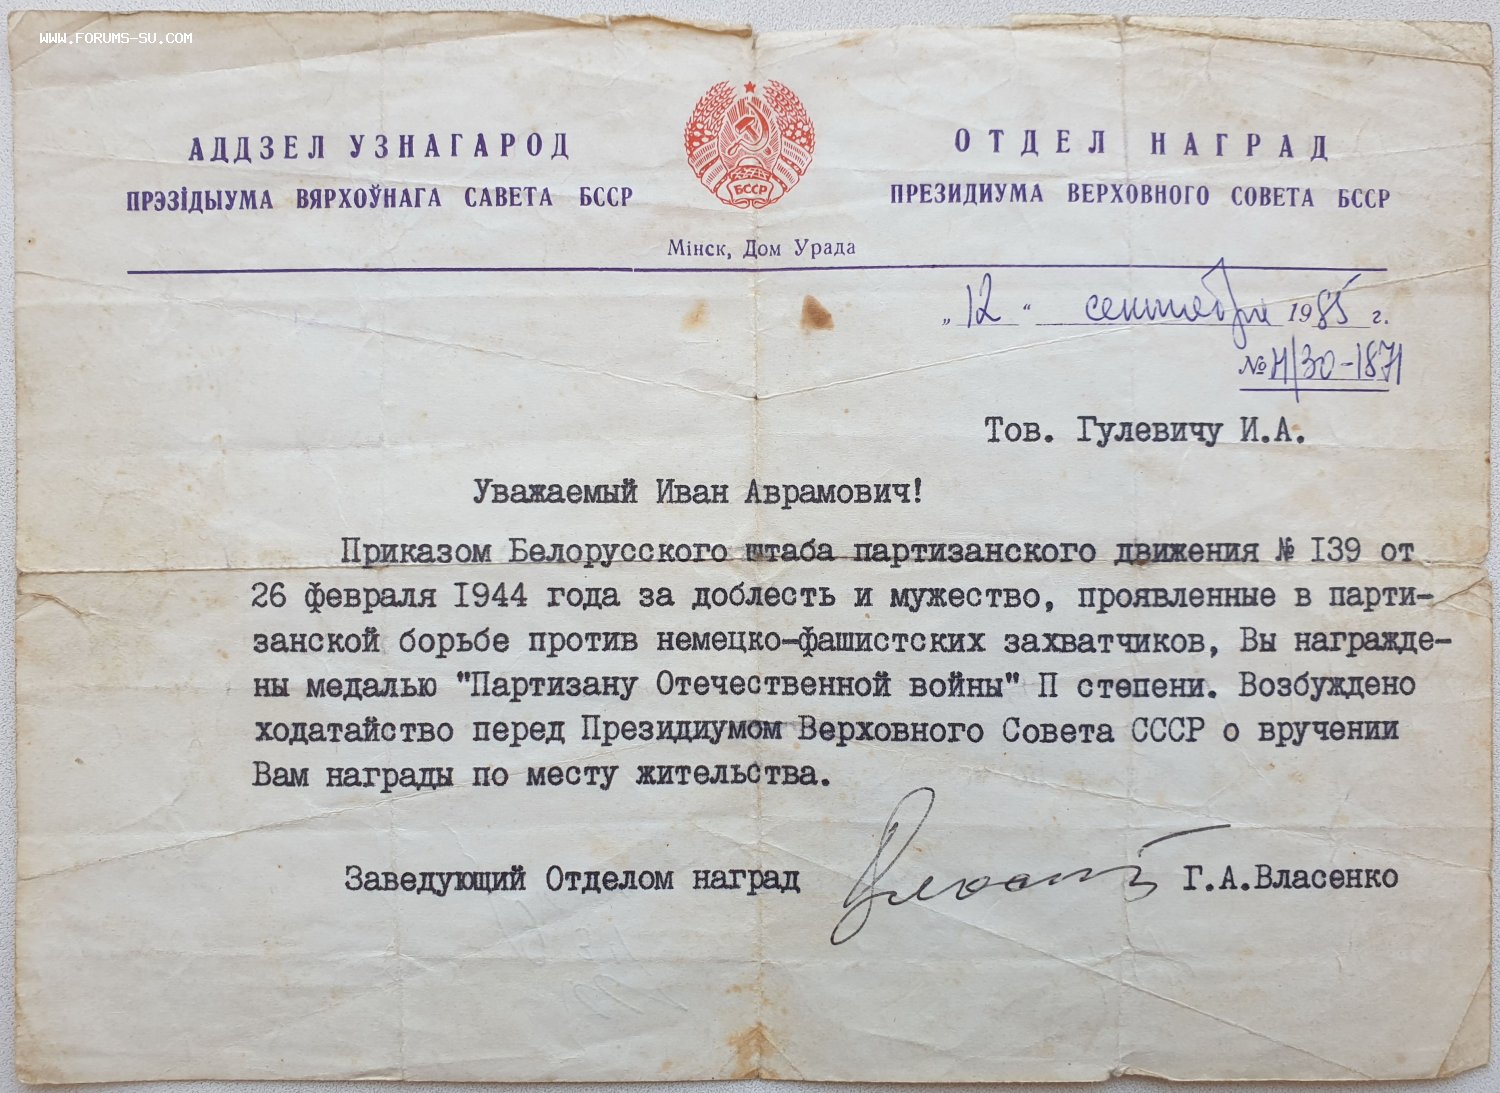 WWW.FORUMS-SU.COM
АДДЗЕЛ УЗНАГАРОД
ПРЭЗІДЫУМА ВЯРХОЎНАГА САВЕТА БССР
БССР
ОТДЕЛ НАГРАД
ПРЕЗИДИУМА ВЕРХОВНОГО СОВЕТА БССР
Мінск, Дом Урада
„12“ сентября 1985 г.
№ Н/30-1871
Тов. Гулевичу И.А.
Уважаемый Иван Аврамович!
Приказом Белорусского штаба партизанского движения № I39 от
26 февраля I944 года за доблесть и мужество, проявленные в парти-
занской борьбе против немецко-фашистских захватчиков, Вы награжде-
ны медалью "Партизану Отечественной войны" П степени. Возбуждено
ходатайство перед Президиумом Верховного Совета СССР о вручении
Вам награды по месту жительства.
Заведующий Отделом наград Г.А.Власенко